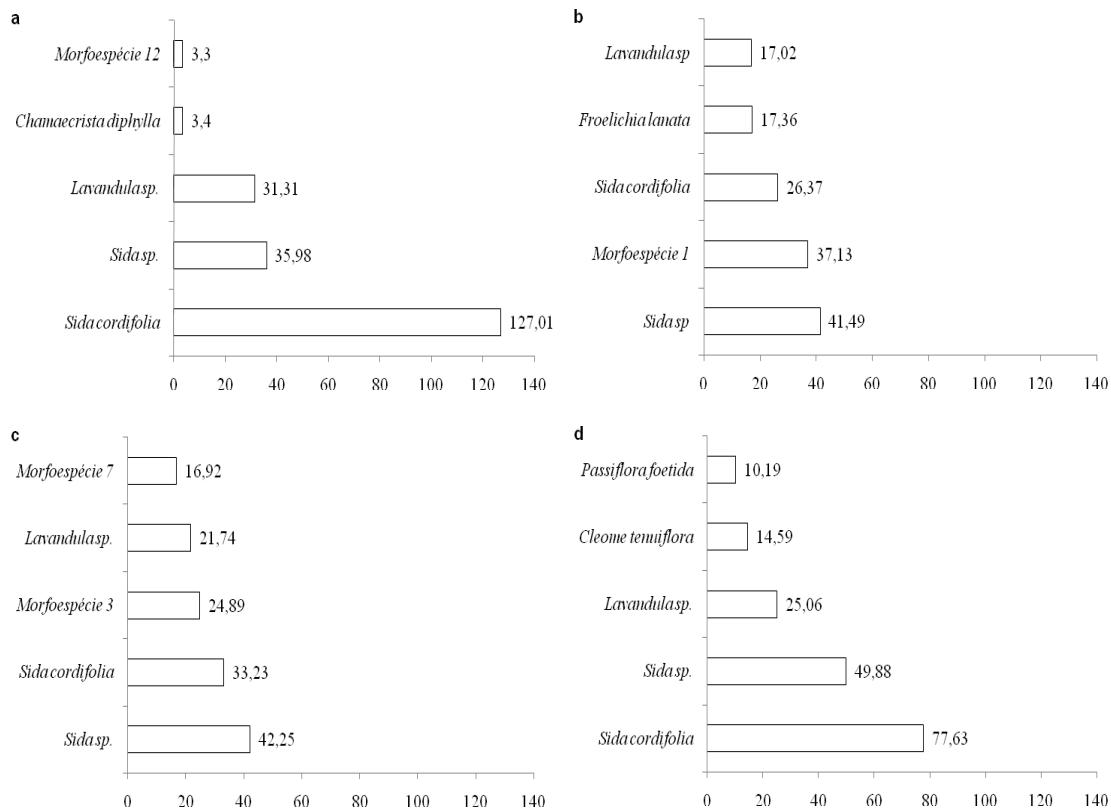 a
Morfoespécie 12
3,3
Chamaecrista diphylla
3,4
Lavandula sp.
31,31
Sida sp.
35,98
Sida cordifolia
127,01
0 20 40 60 80 100 120 140
b
Lavandula sp
17,02
Froelichia lanata
17,36
Sida cordifolia
26,37
Morfoespécie 1
37,13
Sida sp
41,49
0 20 40 60 80 100 120 140
c
Morfoespécie 7
16,92
Lavandula sp.
21,74
Morfoespécie 3
24,89
Sida cordifolia
33,23
Sida sp.
42,25
0 20 40 60 80 100 120 140
d
Passiflora foetida
10,19
Cleome tenuiflora
14,59
Lavandula sp.
25,06
Sida sp.
49,88
Sida cordifolia
77,63
0 20 40 60 80 100 120 140